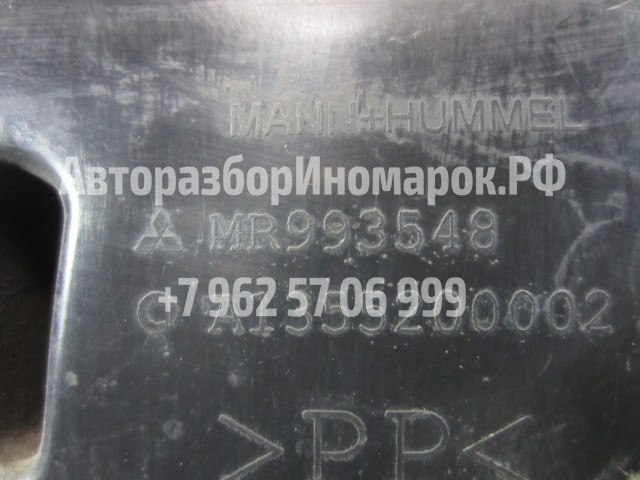 MANN+HUMMEL
АвторазборИномарок.РФ
MR993548
+7 962 57 06 999
>PP<